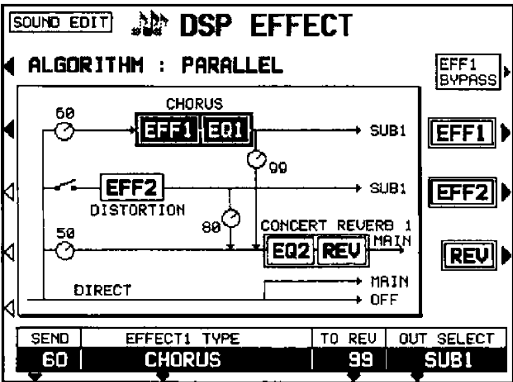 SOUND EDIT DSP EFFECT
ALGORITHM : PARALLEL
EFF1 BYPASS
60
CHORUS
EFF1 EQ1
SUB1
EFF1
99
EFF2
SUB1
EFF2
DISTORTION
80
50
CONCERT REVERB 1
EQ2 REV
MAIN
REV
DIRECT
MAIN
OFF
SEND EFFECT1 TYPE TO REV OUT SELECT
60 CHORUS 99 SUB1